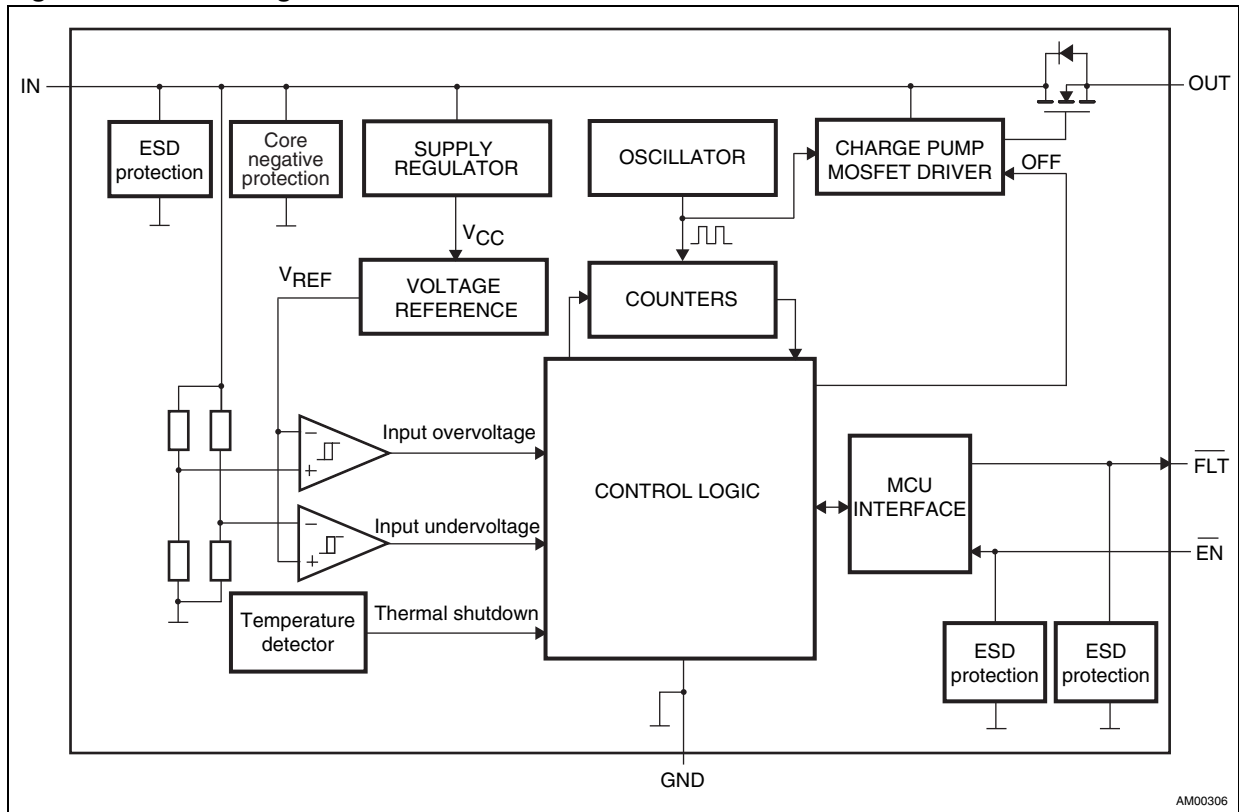 IN
OUT
ESD
protection
Core
negative
protection
SUPPLY
REGULATOR
OSCILLATOR
CHARGE PUMP
MOSFET DRIVER
OFF
VCC
VREF
VOLTAGE
REFERENCE
COUNTERS
Input overvoltage
−
+
Input undervoltage
−
+
CONTROL LOGIC
MCU
INTERFACE
FLT
EN
Temperature
detector
Thermal shutdown
ESD
protection
ESD
protection
GND
AM00306